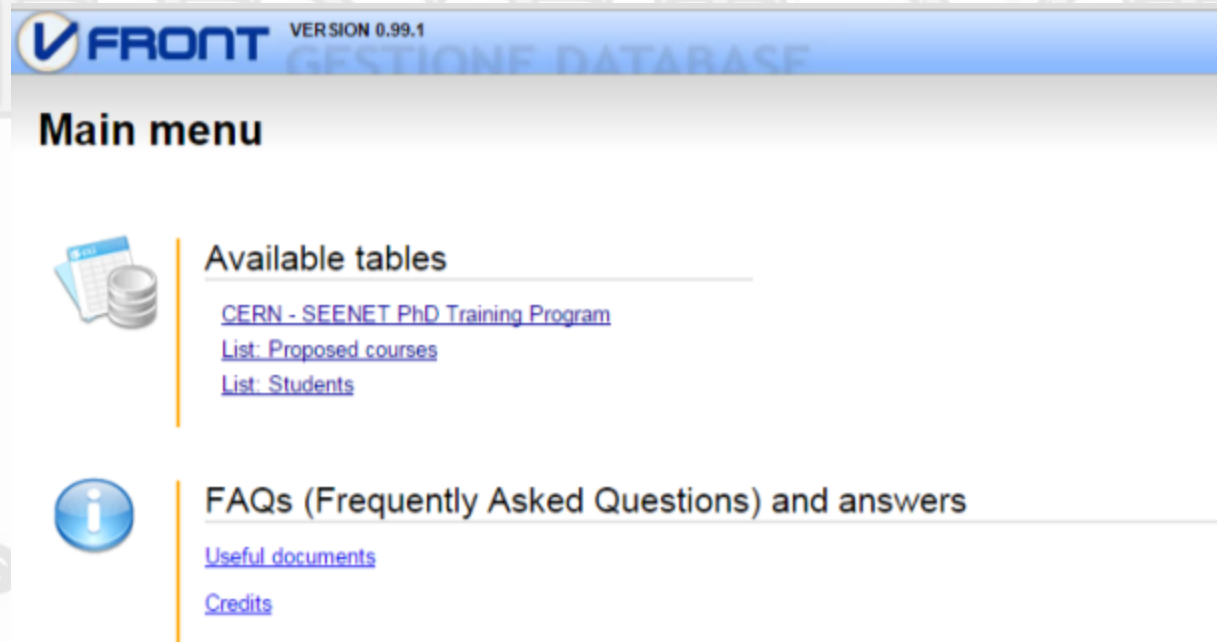 VFRONT VERSION 0.99.1
GESTIONE DATABASE
Main menu
Available tables
CERN - SEENET PhD Training Program
List: Proposed courses
List: Students
FAQs (Frequently Asked Questions) and answers
Useful documents
Credits